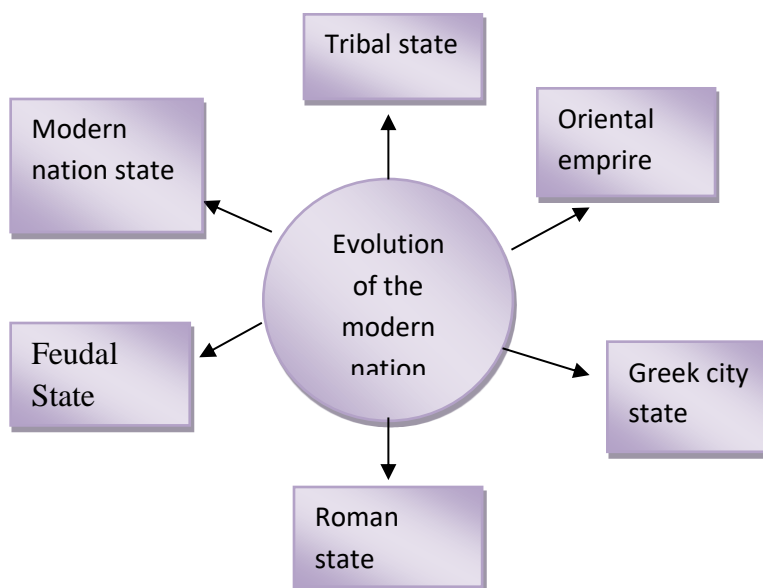 Tribal state
Oriental
emprire
Modern
nation state
Evolution
of the
modern
nation
Feudal
State
Greek city
state
Roman
state